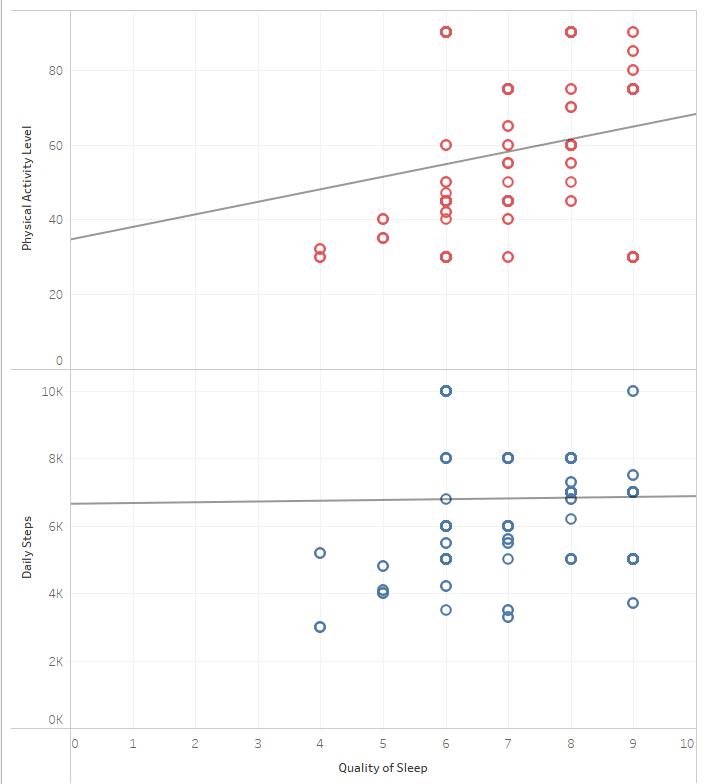 Physical Activity Level
80
60
40
20
0
Daily Steps
10K
8K
6K
4K
2K
0K
0 1 2 3 4 5 6 7 8 9 10
Quality of Sleep